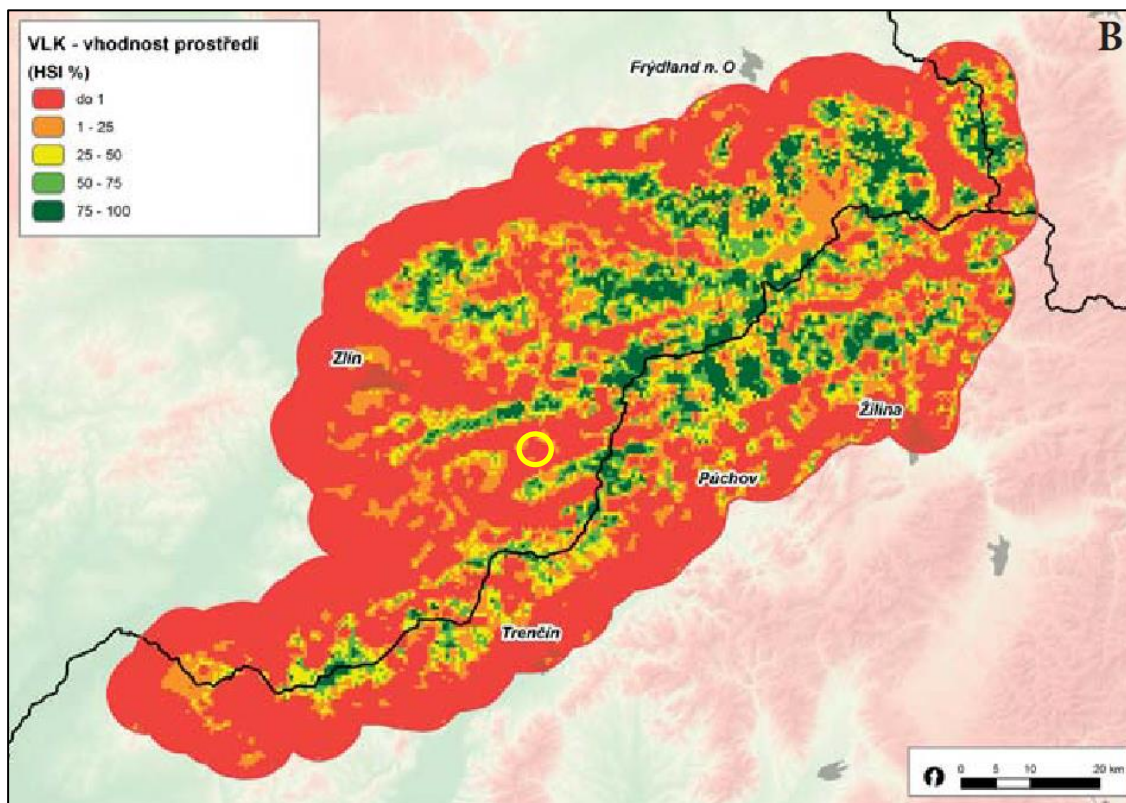 B
VLK - vhodnost prostředí
(HSI %)
do 1
1 - 25
25 - 50
50 - 75
75 - 100
Frýdland n. O
Zlín
Žilina
Púchov
Trenčín
0 5 10 20 km